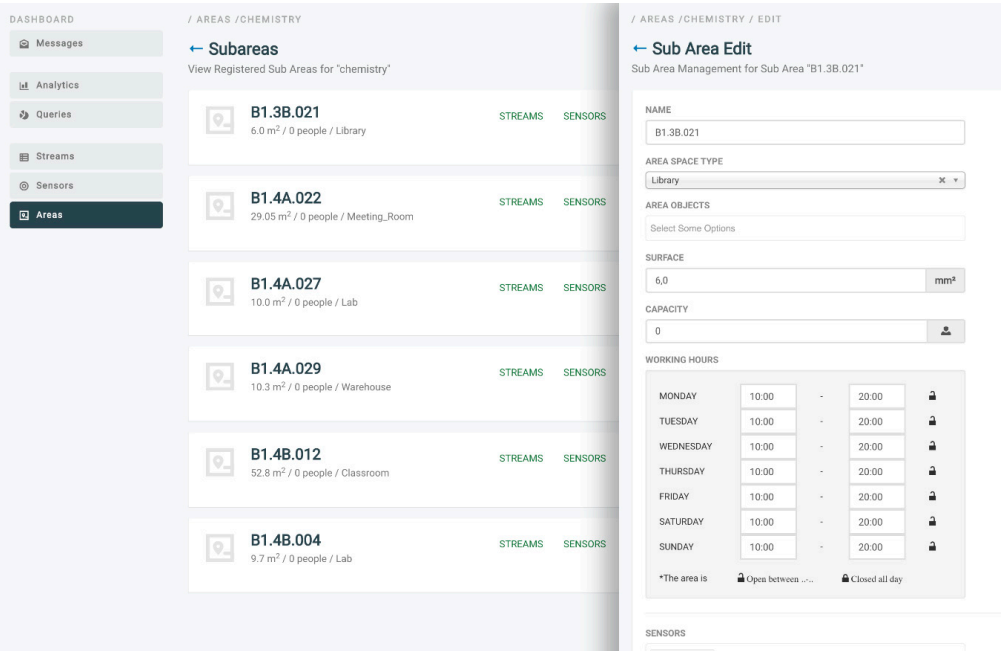 DASHBOARD
Messages
Analytics
Queries
Streams
Sensors
Areas
/ AREAS /CHEMISTRY
← Subareas
View Registered Sub Areas for "chemistry"
B1.3B.021
6.0 m² / 0 people / Library
STREAMS SENSORS
B1.4A.022
29.05 m² / 0 people / Meeting_Room
STREAMS SENSORS
B1.4A.027
10.0 m² / 0 people / Lab
STREAMS SENSORS
B1.4A.029
10.3 m² / 0 people / Warehouse
STREAMS SENSORS
B1.4B.012
52.8 m² / 0 people / Classroom
STREAMS SENSORS
B1.4B.004
9.7 m² / 0 people / Lab
STREAMS SENSORS
/ AREAS /CHEMISTRY / EDIT
← Sub Area Edit
Sub Area Management for Sub Area "B1.3B.021"
NAME
B1.3B.021
AREA SPACE TYPE
Library
AREA OBJECTS
Select Some Options
SURFACE
6,0 mm²
CAPACITY
0
WORKING HOURS
MONDAY 10:00 - 20:00
TUESDAY 10:00 - 20:00
WEDNESDAY 10:00 - 20:00
THURSDAY 10:00 - 20:00
FRIDAY 10:00 - 20:00
SATURDAY 10:00 - 20:00
SUNDAY 10:00 - 20:00
*The area is Open between ..-.. Closed all day
SENSORS